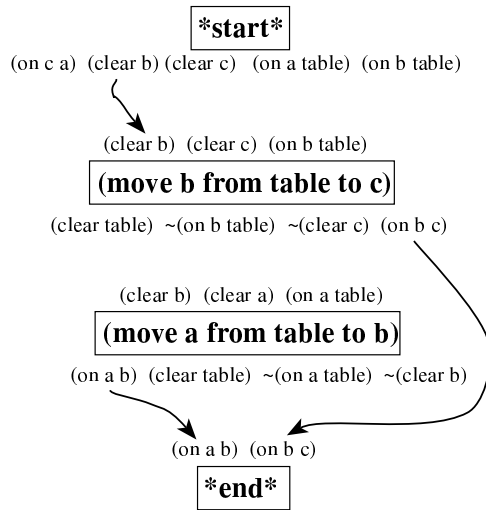 *start*
(on c a) (clear b) (clear c) (on a table) (on b table)
(clear b) (clear c) (on b table)
(move b from table to c)
(clear table) ~(on b table) ~(clear c) (on b c)
(clear b) (clear a) (on a table)
(move a from table to b)
(on a b) (clear table) ~(on a table) ~(clear b)
(on a b) (on b c)
*end*